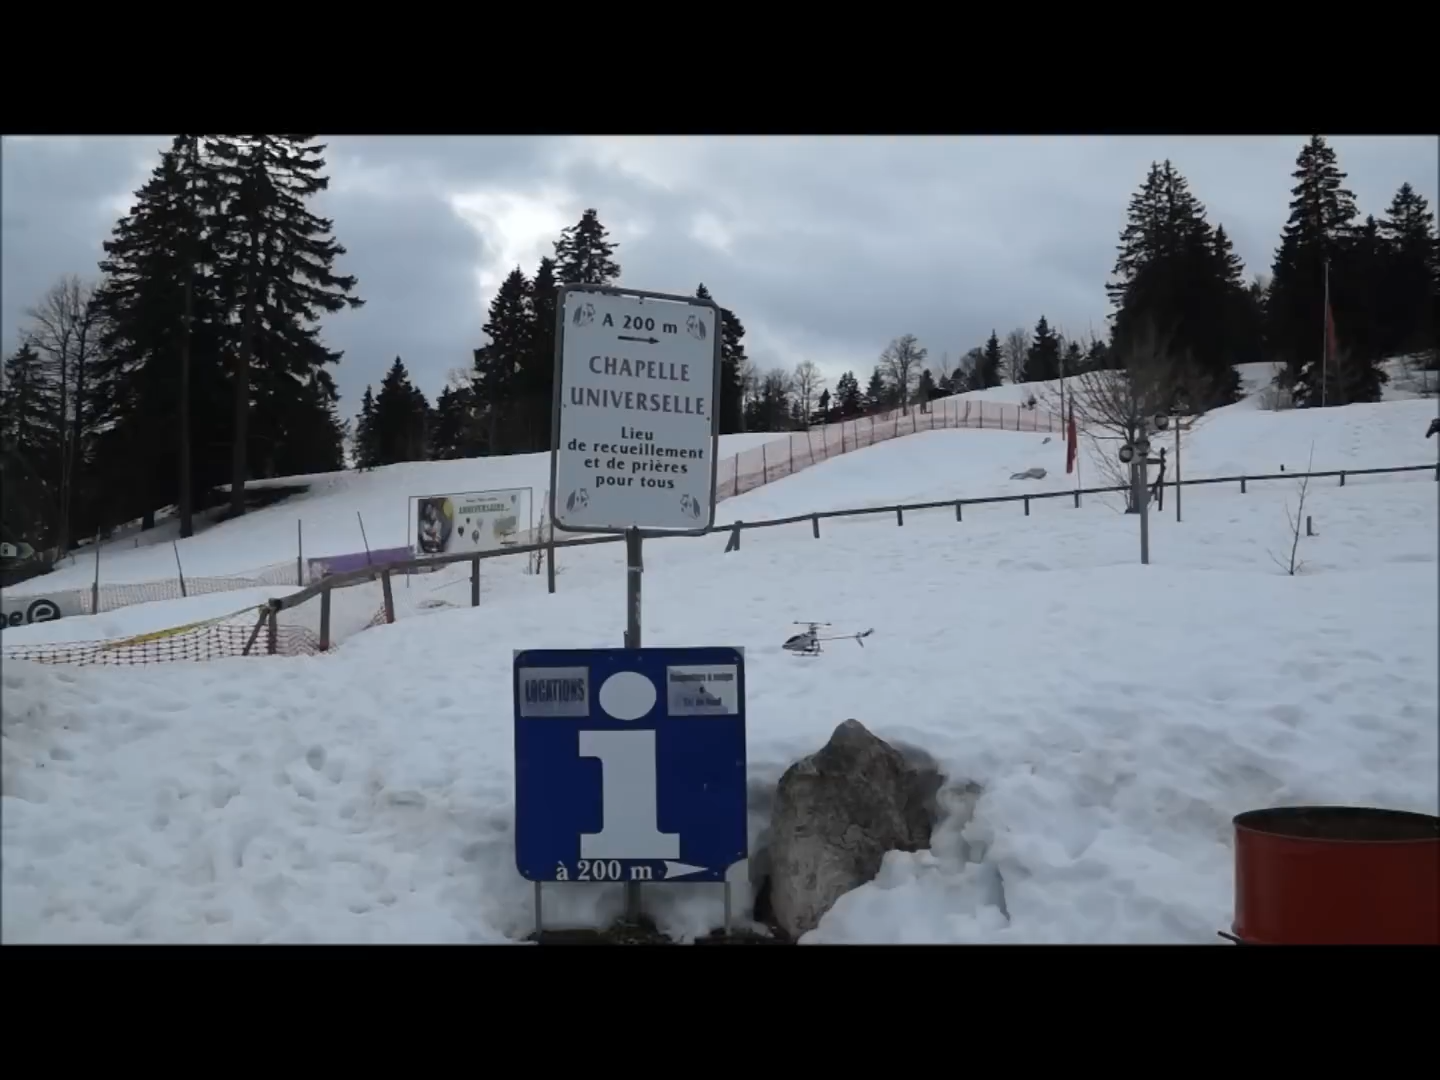 A 200 m
CHAPELLE
UNIVERSELLE
Lieu
de recueillement
et de prières
pour tous
LOCATIONS
i
à 200 m